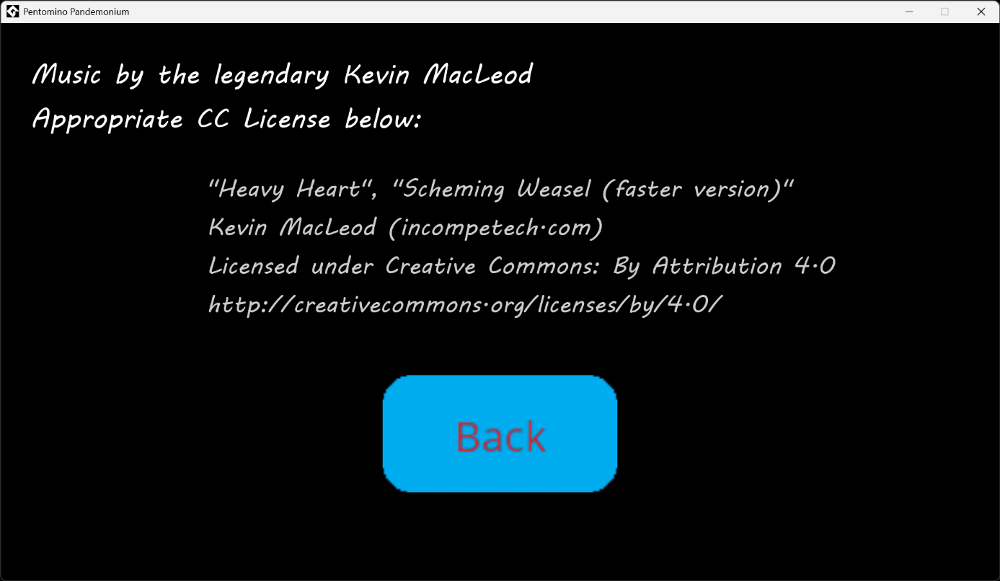 Pentomino Pandemonium
Music by the legendary Kevin MacLeod
Appropriate CC License below:
"Heavy Heart", "Scheming Weasel (faster version)"
Kevin MacLeod (incompetech.com)
Licensed under Creative Commons: By Attribution 4.0
http://creativecommons.org/licenses/by/4.0/
Back